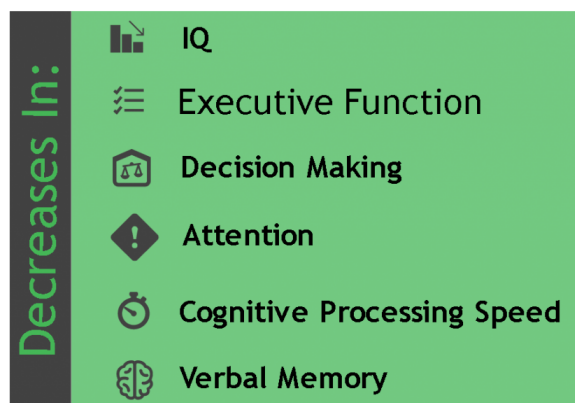 Decreases In:
IQ
Executive Function
Decision Making
Attention
Cognitive Processing Speed
Verbal Memory